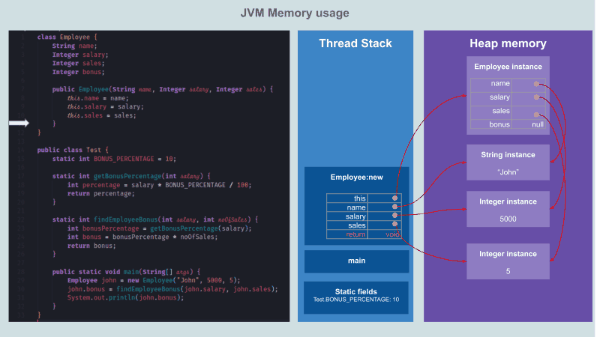 JVM Memory usage
class Employee {
String name;
Integer salary;
Integer sales;
Integer bonus;
public Employee(String name, Integer salary, Integer sales) {
this.name = name;
this.salary = salary;
this.sales = sales;
}
}
public class Test {
static int BONUS_PERCENTAGE = 10;
static int getBonusPercentage(int salary) {
int percentage = salary * BONUS_PERCENTAGE / 100;
return percentage;
}
static int findEmployeeBonus(int salary, int noOfSales) {
int bonusPercentage = getBonusPercentage(salary);
int bonus = bonusPercentage * noOfSales;
return bonus;
}
public static void main(String[] args) {
Employee john = new Employee("John", 5000, 5);
john.bonus = findEmployeeBonus(john.salary, john.sales);
System.out.println(john.bonus);
}
}
Thread Stack
Employee:new
this
name
salary
sales
return void
main
Static fields
Test.BONUS_PERCENTAGE: 10
Heap memory
Employee instance
name
salary
sales
bonus null
String instance
"John"
Integer instance
5000
Integer instance
5